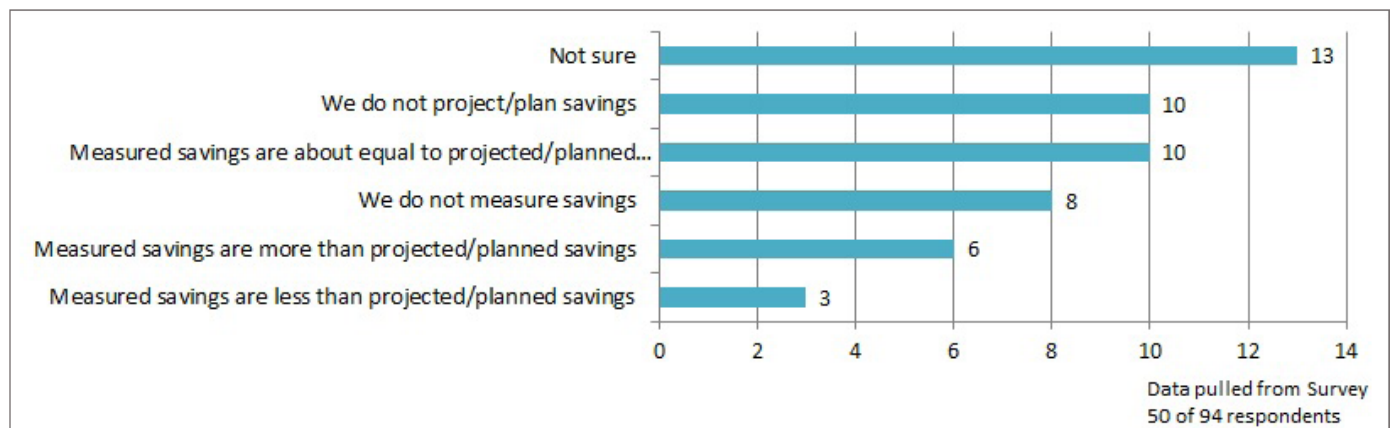 Not sure 13
We do not project/plan savings 10
Measured savings are about equal to projected/planned... 10
We do not measure savings 8
Measured savings are more than projected/planned savings 6
Measured savings are less than projected/planned savings 3
0 2 4 6 8 10 12 14
Data pulled from Survey
50 of 94 respondents